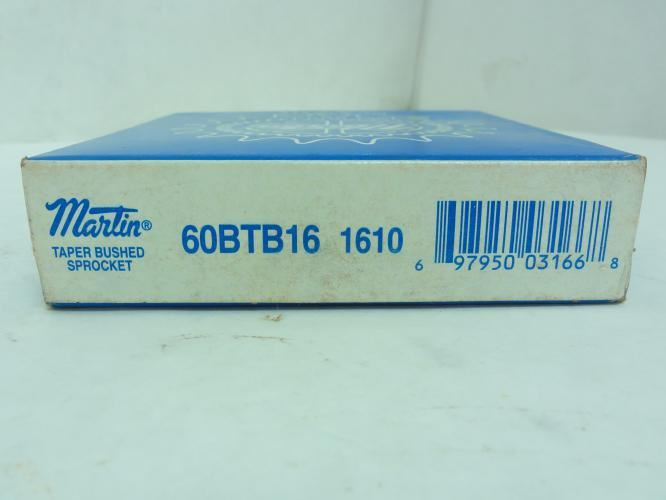 Martin®
TAPER BUSHED
SPROCKET
60BTB16 1610
6 97950 03166 8